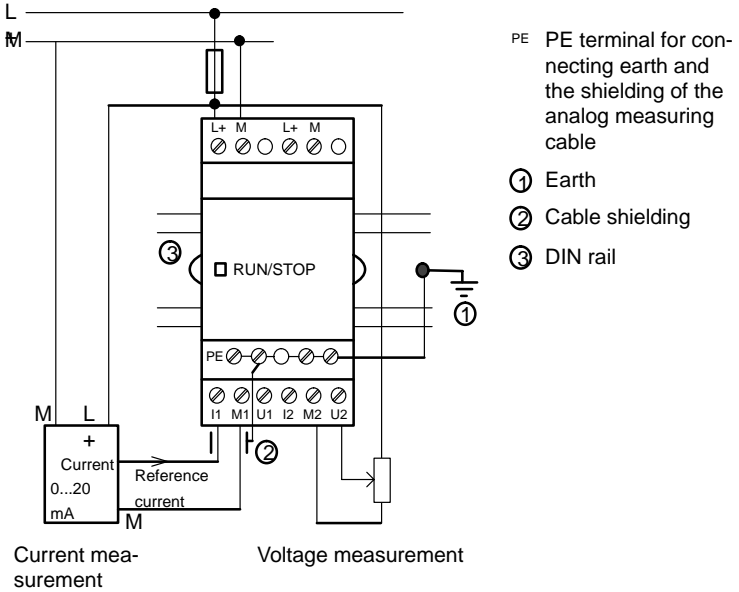 L
M
PE PE terminal for con-
necting earth and
the shielding of the
analog measuring
cable
1 Earth
2 Cable shielding
3 DIN rail
L+ M L+ M
3
RUN/STOP
1
PE
I1 M1 U1 I2 M2 U2
2
M L
+
Current
0...20
mA
Reference
current
M
Current mea-
surement
Voltage measurement